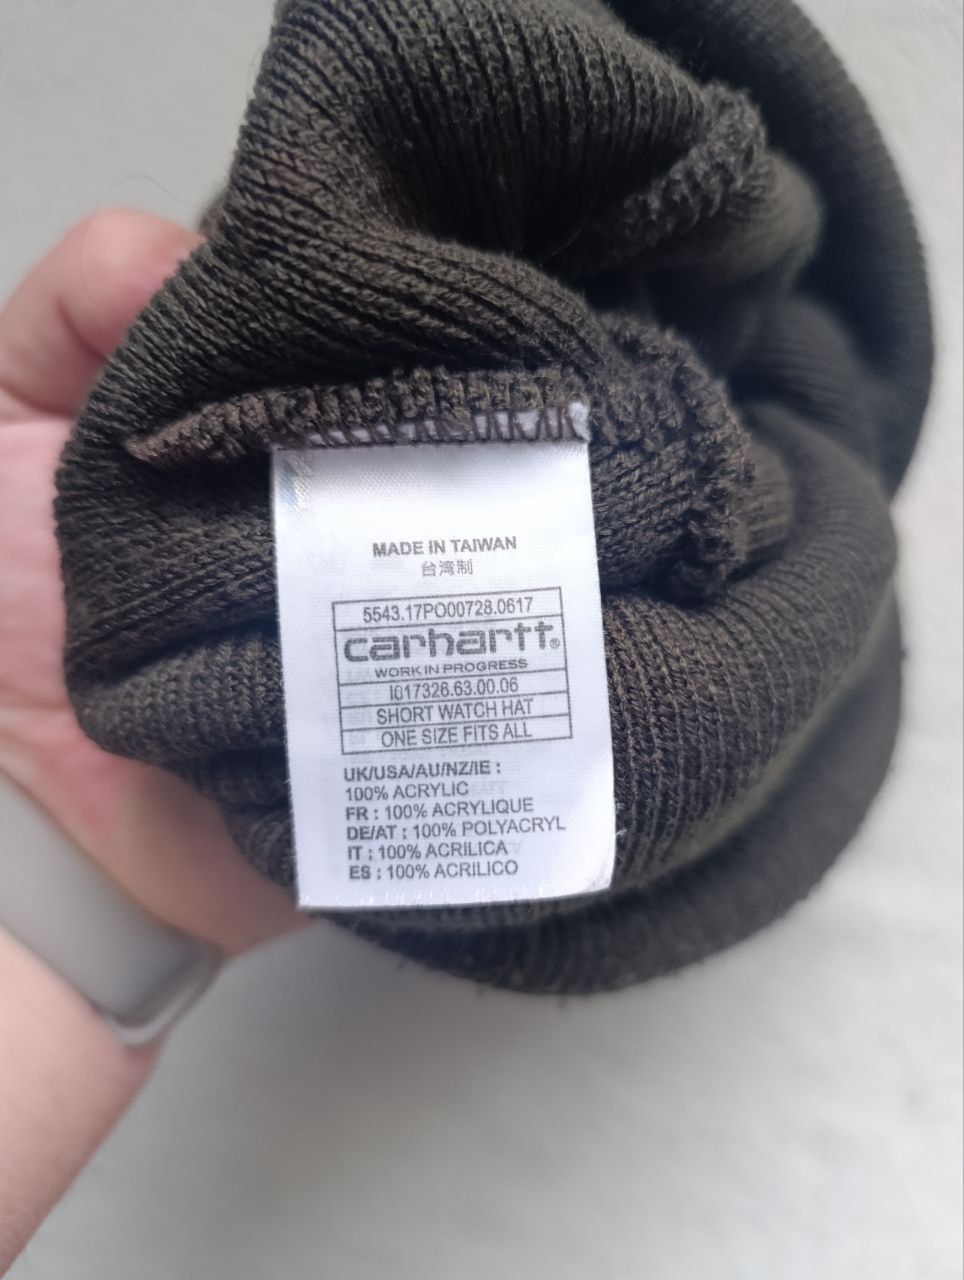 MADE IN TAIWAN
台湾制
5543.17PO00728.0617
carhartt®
WORK IN PROGRESS
I017326.63.00.06
SHORT WATCH HAT
ONE SIZE FITS ALL
UK/USA/AU/NZ/IE :
100% ACRYLIC
FR : 100% ACRYLIQUE
DE/AT : 100% POLYACRYL
IT : 100% ACRILICA
ES : 100% ACRILICO